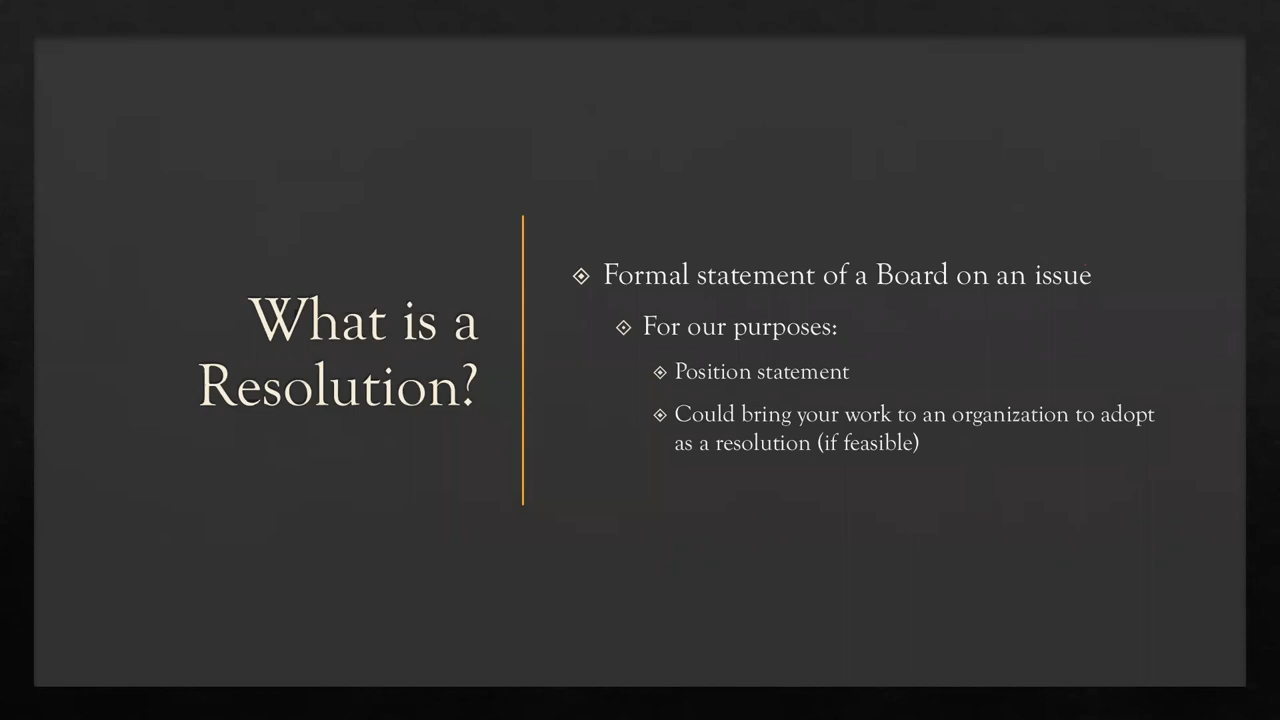 What is a
Resolution?
Formal statement of a Board on an issue
For our purposes:
Position statement
Could bring your work to an organization to adopt
as a resolution (if feasible)